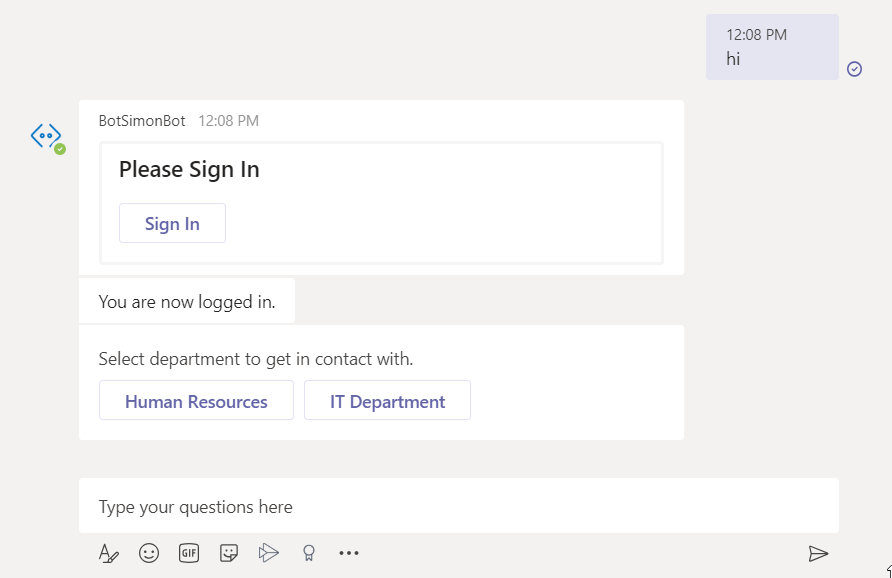 12:08 PM
hi
BotSimonBot 12:08 PM
Please Sign In
Sign In
You are now logged in.
Select department to get in contact with.
Human Resources IT Department
Type your questions here
GIF